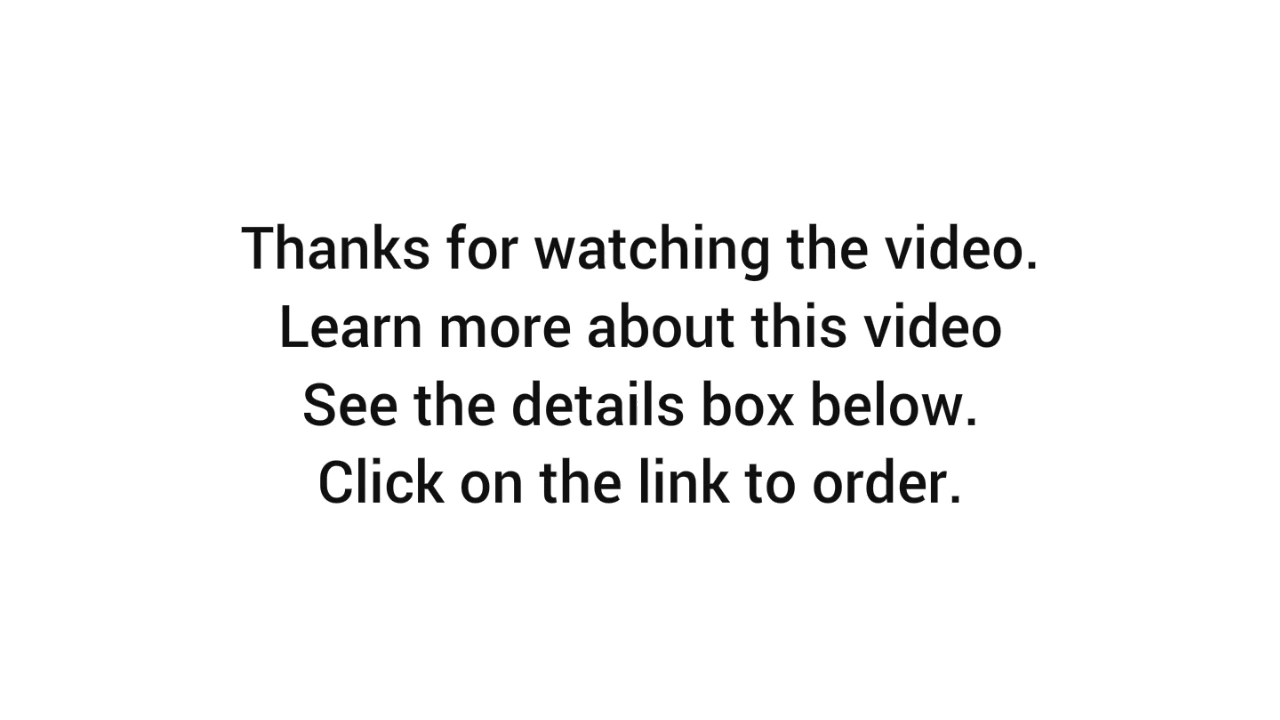 Thanks for watching the video.
Learn more about this video
See the details box below.
Click on the link to order.